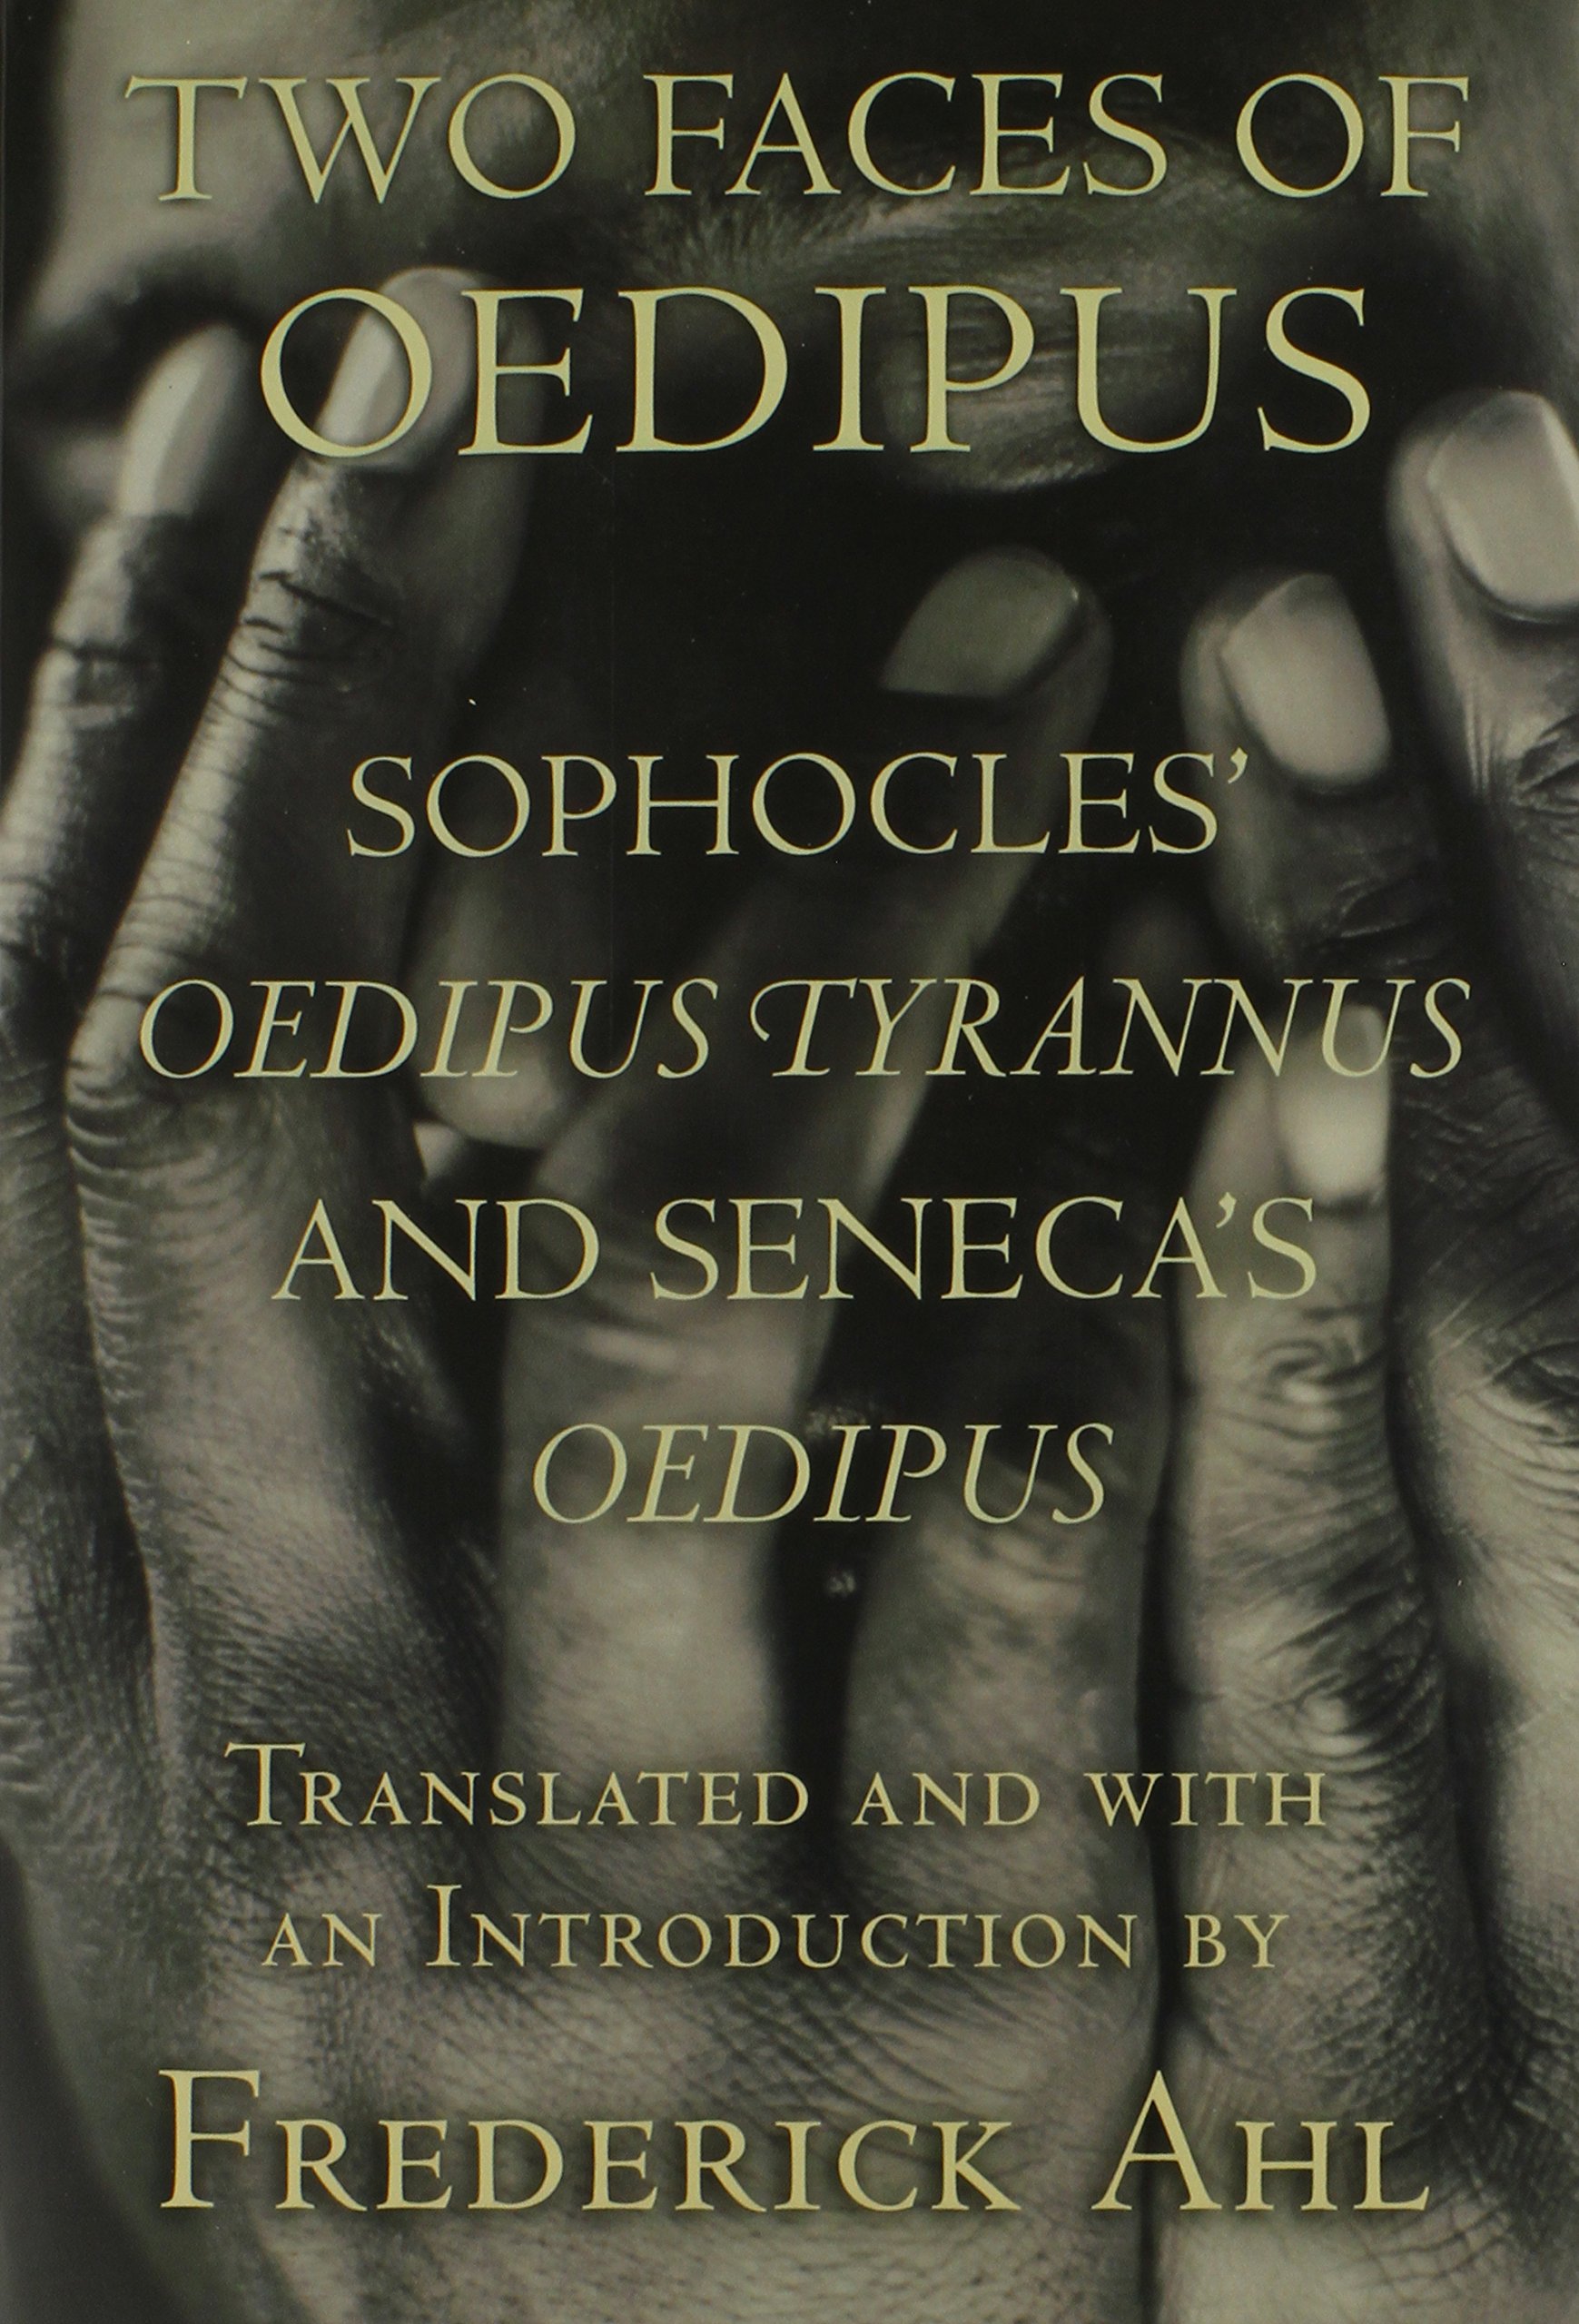 TWO FACES OF
OEDIPUS
SOPHOCLES’
OEDIPUS TYRANNUS
AND SENECA’S
OEDIPUS
TRANSLATED AND WITH
AN INTRODUCTION BY
FREDERICK AHL